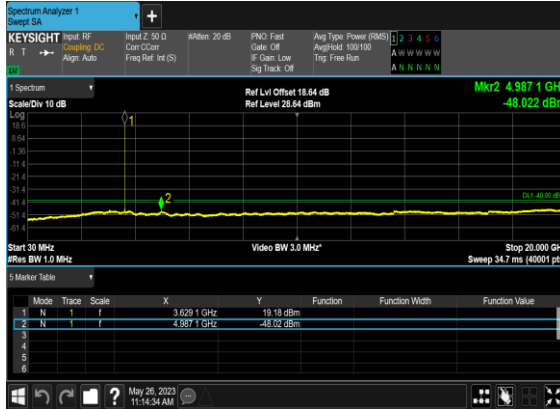 Spectrum Analyzer 1
Swept SA
+
KEYSIGHT
R T
Input: RF
Coupling: DC
Align: Auto
Input Z: 50 Ω
Corr CCorr
Freq Ref: Int (S)
#Atten: 20 dB
PNO: Fast
Gate: Off
IF Gain: Low
Sig Track: Off
Avg Type: Power (RMS)
Avg|Hold: 100/100
Trig: Free Run
1 2 3 4 5 6
A W W W W W
A N N N N N
1 Spectrum
Scale/Div 10 dB
Ref Lvl Offset 18.64 dB
Ref Level 28.64 dBm
Mkr2 4.987 1 GH
-48.022 dB
Log
18.6
8.64
-1.36
-11.4
-21.4
-31.4
-41.4
-51.4
-61.4
1
2
DL1 -40.00 dB
Start 30 MHz
#Res BW 1.0 MHz
Video BW 3.0 MHz*
Stop 20.000 GH
Sweep 34.7 ms (40001 pt
5 Marker Table
Mode Trace Scale X Y Function Function Width Function Value
1 N 1 f 3.629 1 GHz 19.18 dBm
2 N 1 f 4.987 1 GHz -48.02 dBm
3
4
5
6
?
May 26, 2023
11:14:34 AM